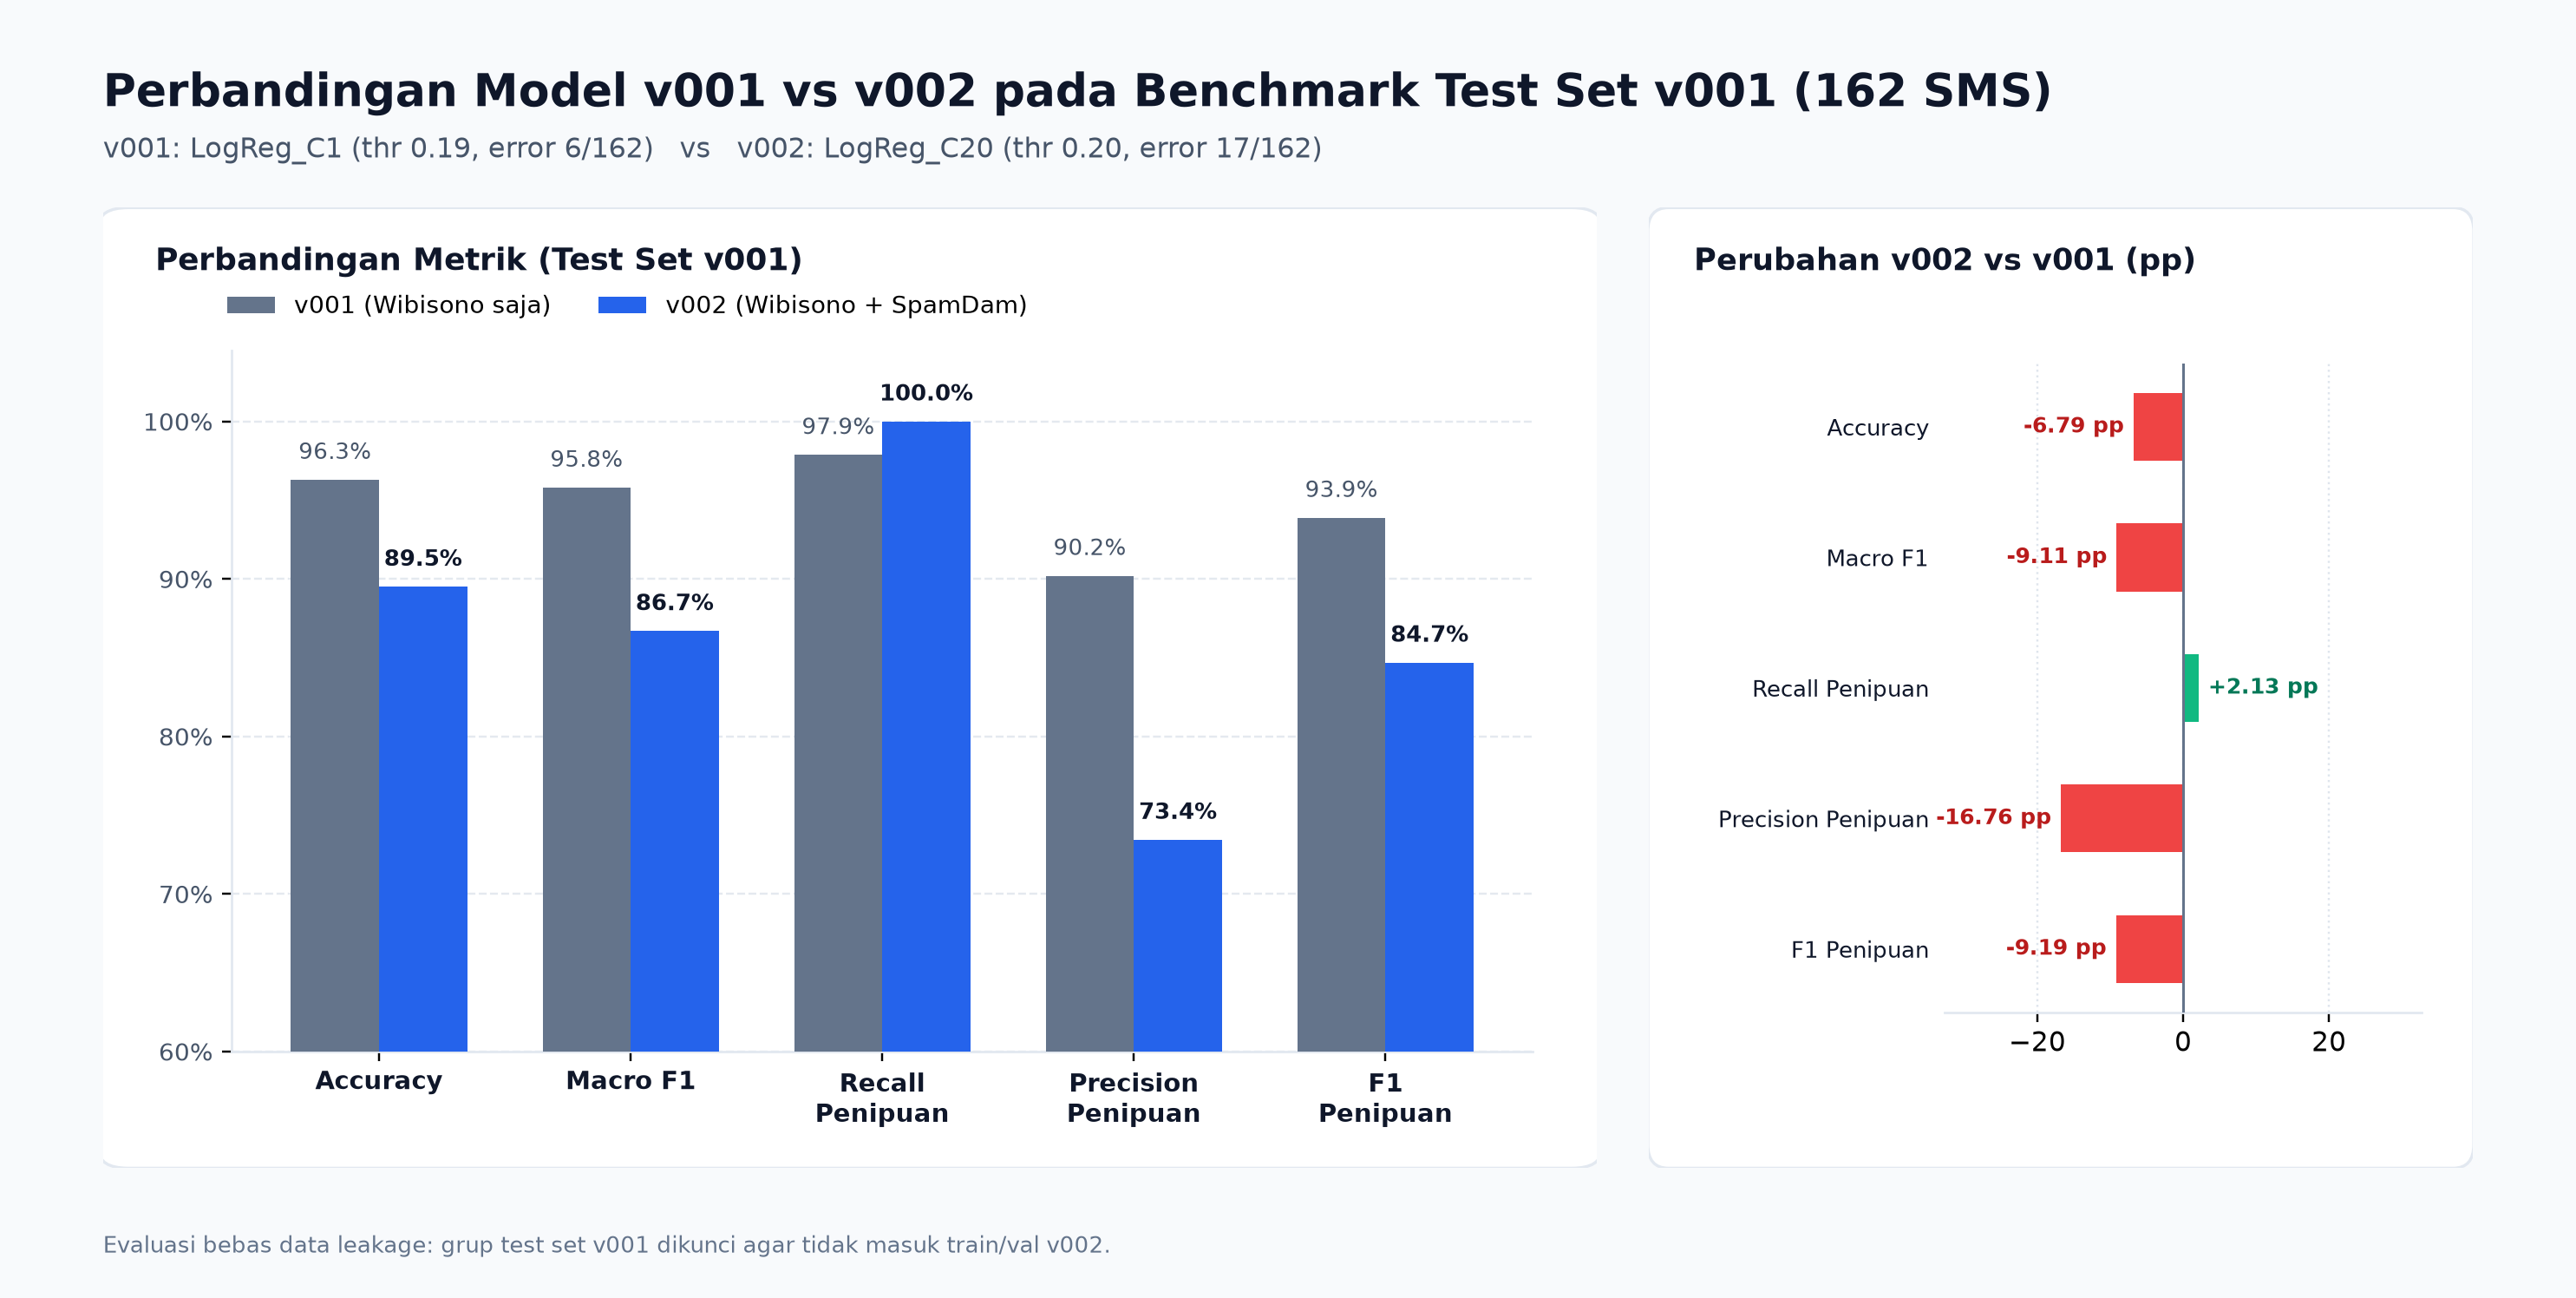 Perbandingan Model v001 vs v002 pada Benchmark Test Set v001 (162 SMS)
v001: LogReg_C1 (thr 0.19, error 6/162)   vs   v002: LogReg_C20 (thr 0.20, error 17/162)
Perbandingan Metrik (Test Set v001)
v001 (Wibisono saja)
v002 (Wibisono + SpamDam)
100%
90%
80%
70%
60%
96.3%
89.5%
95.8%
86.7%
97.9%
100.0%
90.2%
73.4%
93.9%
84.7%
Accuracy
Macro F1
Recall
Penipuan
Precision
Penipuan
F1
Penipuan
Perubahan v002 vs v001 (pp)
Accuracy
-6.79 pp
Macro F1
-9.11 pp
Recall Penipuan
+2.13 pp
Precision Penipuan
-16.76 pp
F1 Penipuan
-9.19 pp
−20
0
20
Evaluasi bebas data leakage: grup test set v001 dikunci agar tidak masuk train/val v002.